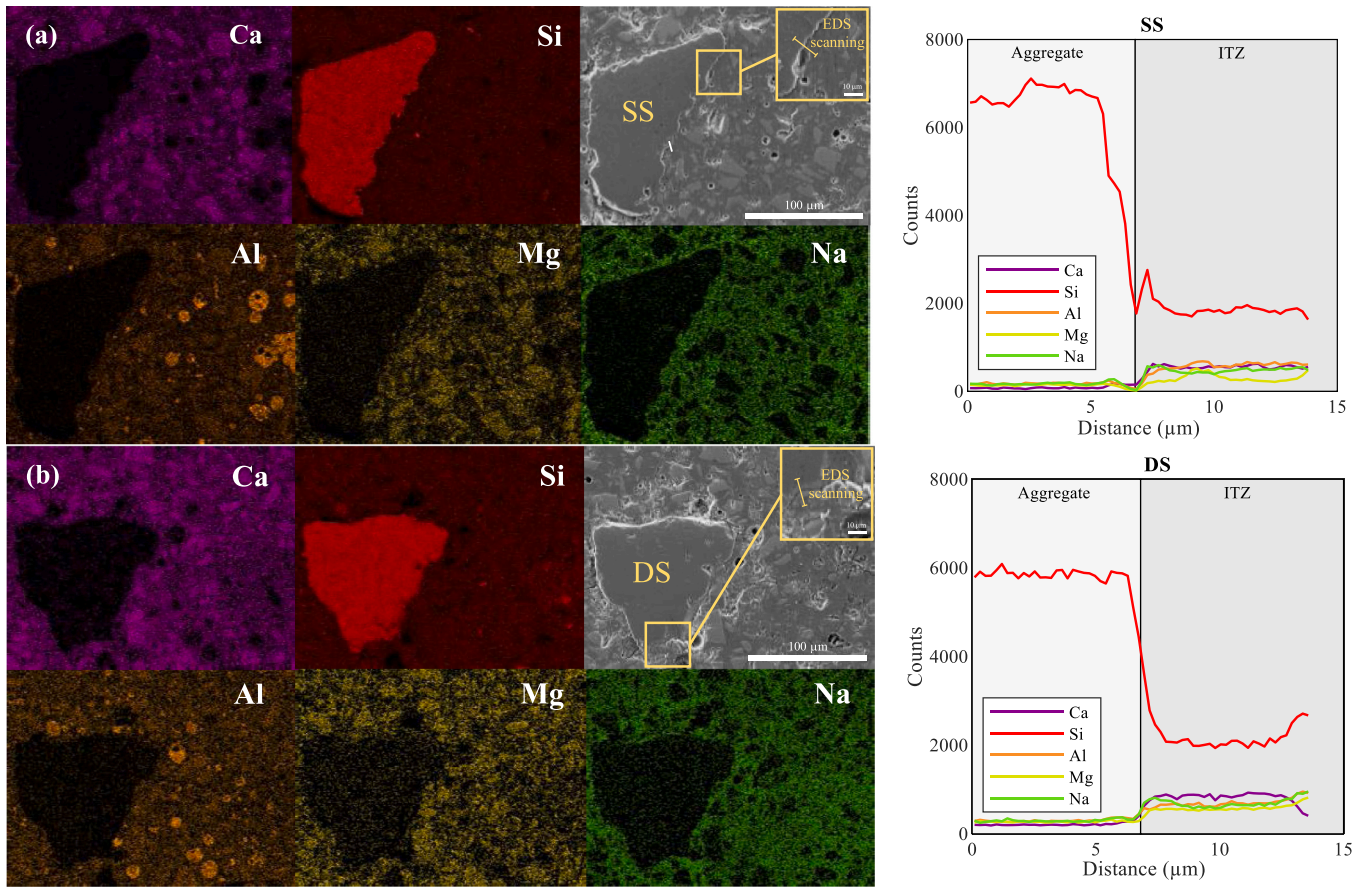 (a)
Ca
Si
EDS
scanning
10 μm
SS
100 μm
Al
Mg
Na
SS
8000
Aggregate
ITZ
6000
4000
2000
0
Counts
Ca
Si
Al
Mg
Na
0
5
10
15
Distance (μm)
(b)
Ca
Si
EDS
scanning
10 μm
DS
100 μm
Al
Mg
Na
DS
8000
Aggregate
ITZ
6000
4000
2000
0
Counts
Ca
Si
Al
Mg
Na
0
5
10
15
Distance (μm)